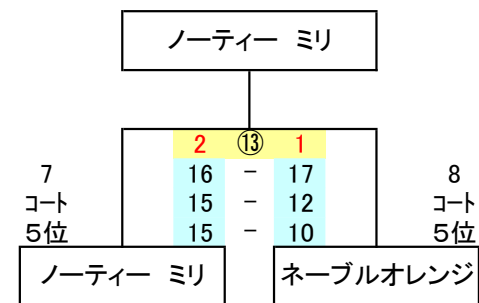 ノーティー ミリ
2 ⑬ 1
7 16 - 17 8
コート 15 - 12 コート
5位 15 - 10 5位
ノーティー ミリ ネーブルオレンジ